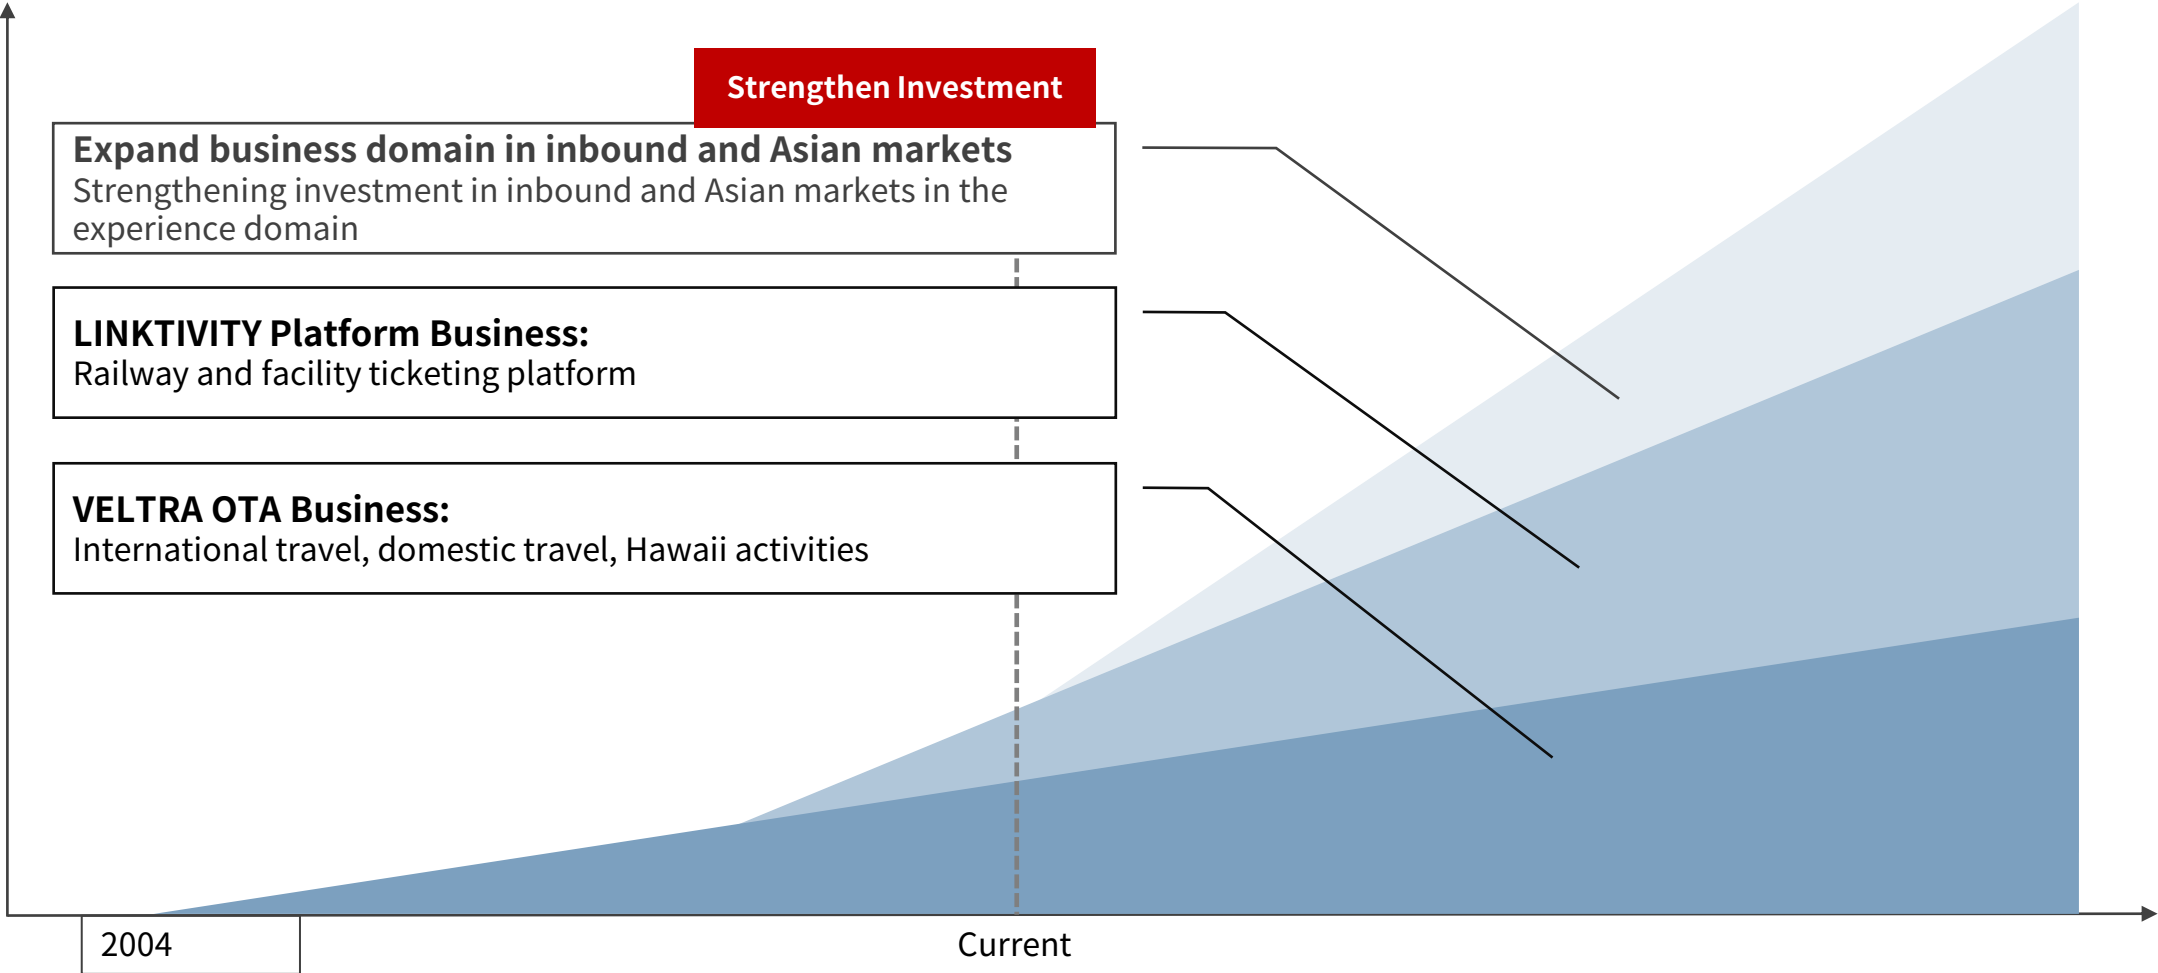 Strengthen Investment
Expand business domain in inbound and Asian markets
Strengthening investment in inbound and Asian markets in the
experience domain
LINKTIVITY Platform Business:
Railway and facility ticketing platform
VELTRA OTA Business:
International travel, domestic travel, Hawaii activities
2004
Current